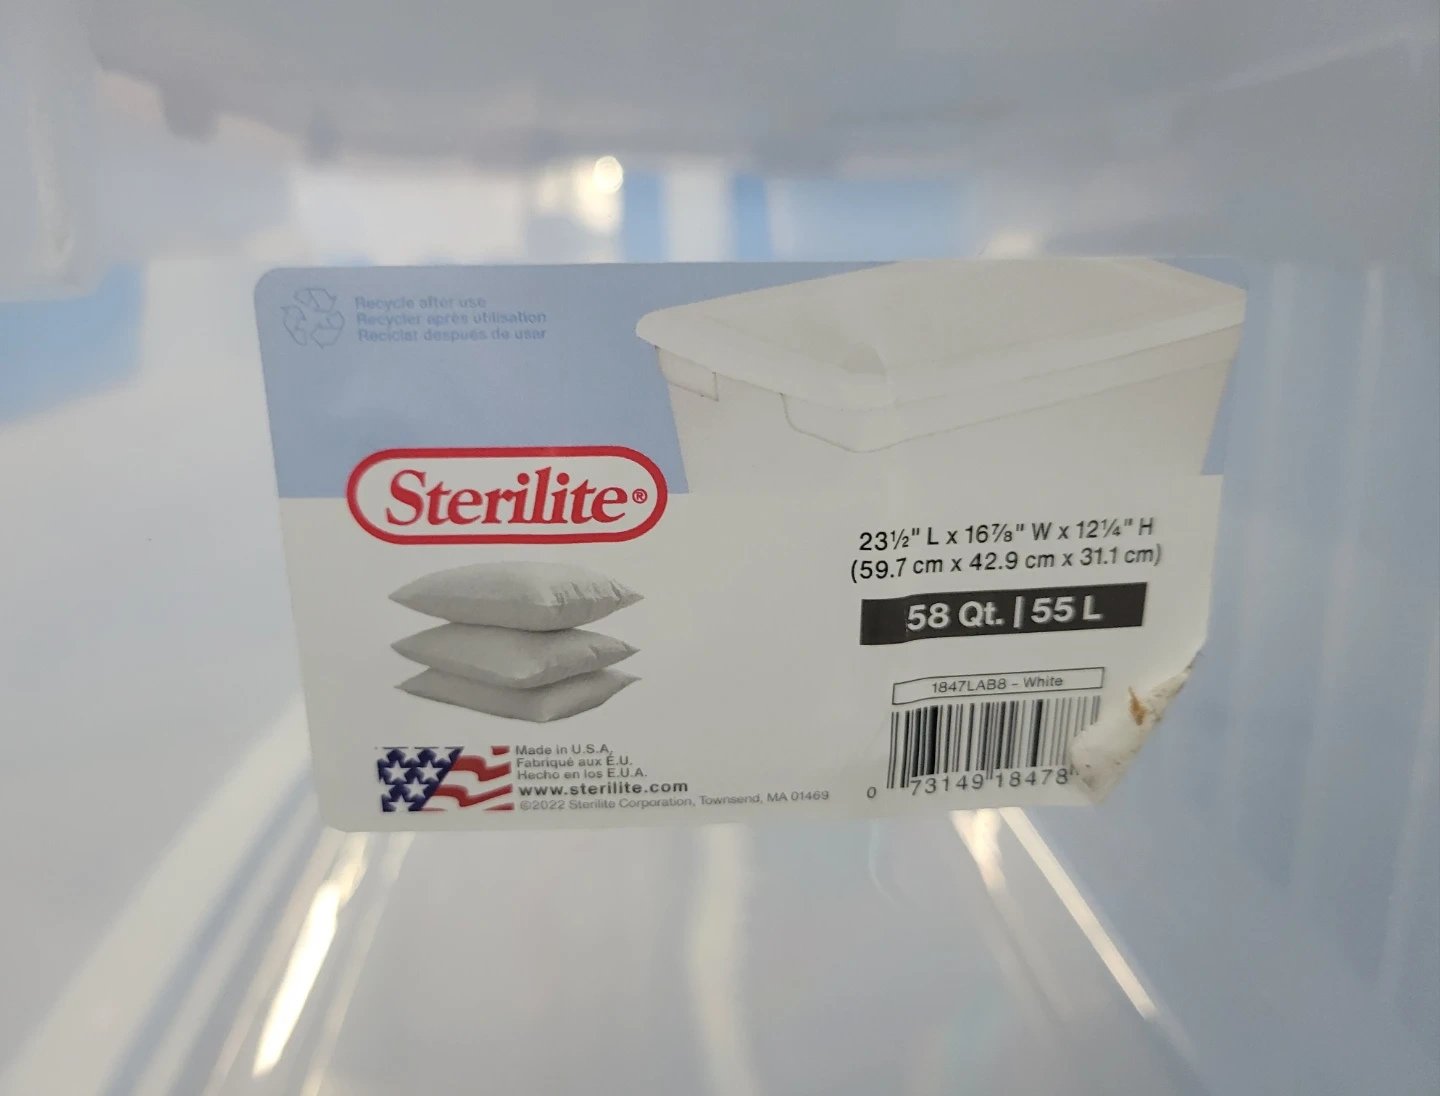 Recycle after use
Recycler après utilisation
Reciclar después de usar
Sterilite®
23½" L x 16⅞" W x 12¼" H
(59.7 cm x 42.9 cm x 31.1 cm)
58 Qt. | 55 L
1847LAB8 - White
0 73149 18478
Made in U.S.A.
Fabriqué aux É.U.
Hecho en los E.U.A.
www.sterilite.com
©2022 Sterilite Corporation, Townsend, MA 01469